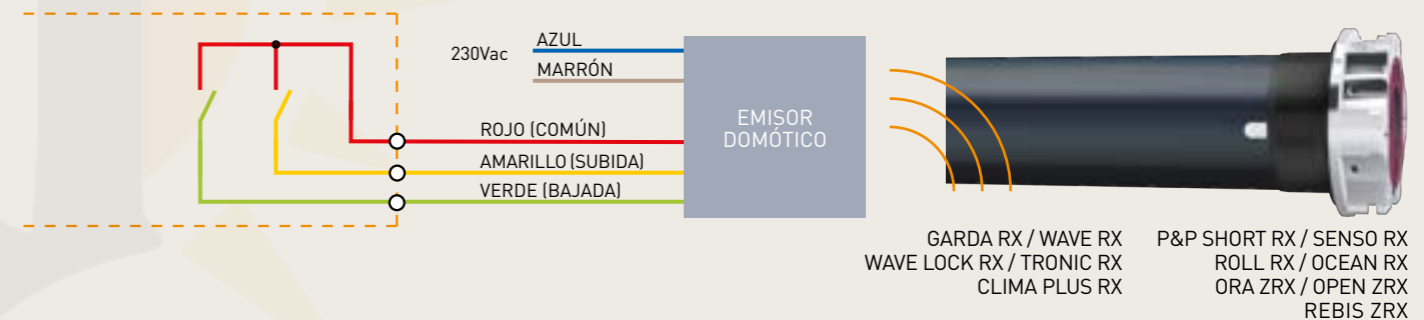 230Vac
AZUL
MARRÓN
ROJO (COMÚN)
AMARILLO (SUBIDA)
VERDE (BAJADA)
EMISOR
DOMÓTICO
GARDA RX / WAVE RX
WAVE LOCK RX / TRONIC RX
CLIMA PLUS RX
P&P SHORT RX / SENSO RX
ROLL RX / OCEAN RX
ORA ZRX / OPEN ZRX
REBIS ZRX